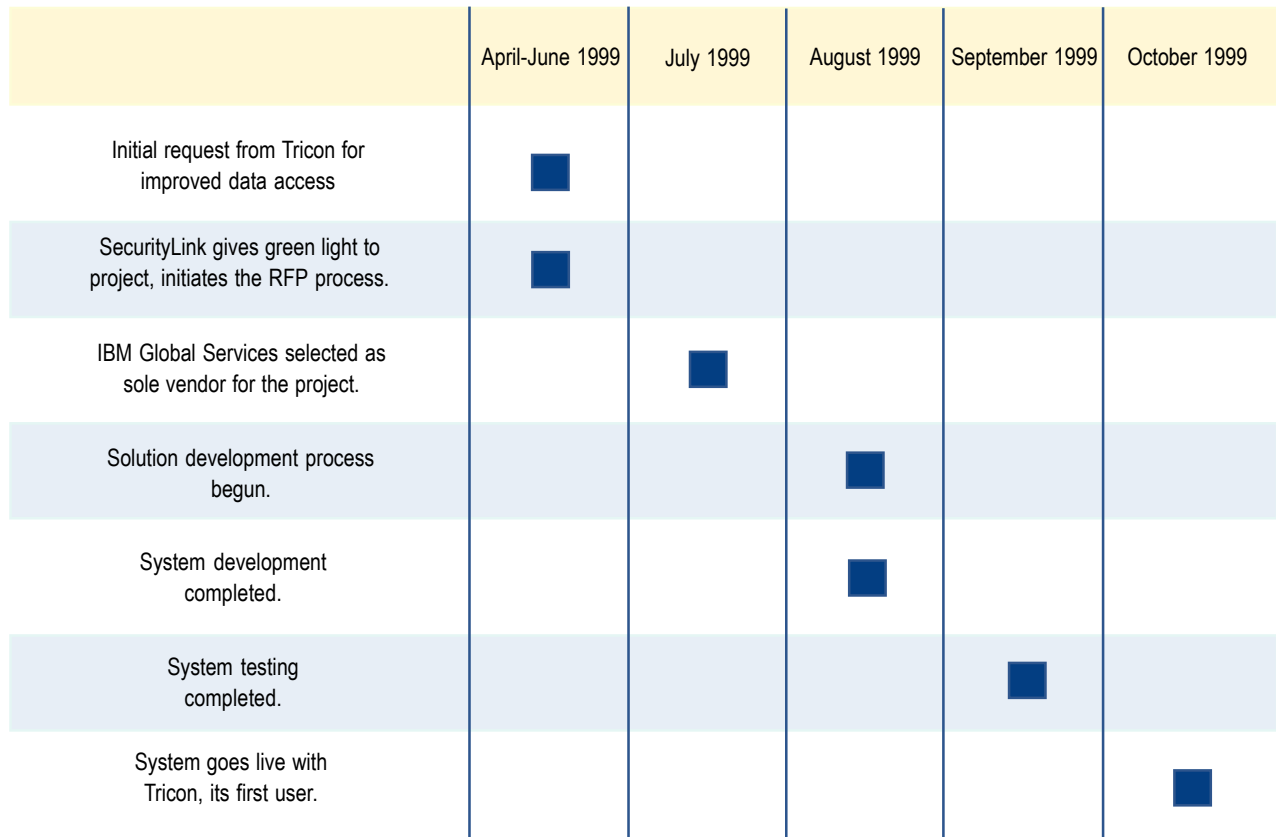 April-June 1999
July 1999
August 1999
September 1999
October 1999
Initial request from Tricon for
improved data access
SecurityLink gives green light to
project, initiates the RFP process.
IBM Global Services selected as
sole vendor for the project.
Solution development process
begun.
System development
completed.
System testing
completed.
System goes live with
Tricon, its first user.